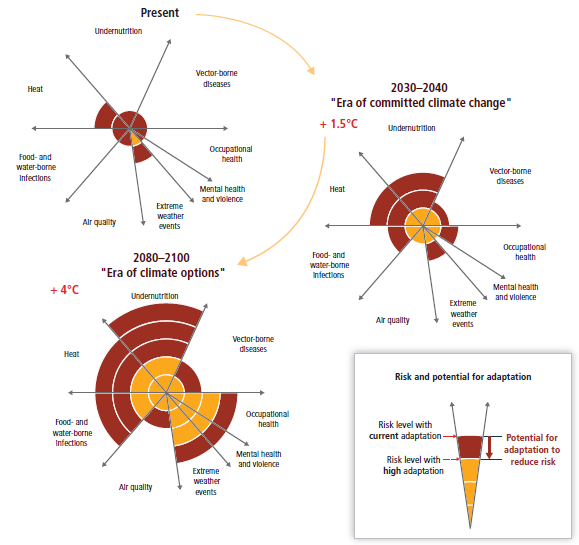 Present
Undernutrition
Vector-borne
diseases
Heat
Occupational
health
Food- and
water-borne
infections
Mental health
and violence
Extreme
weather
events
Air quality
2030–2040
"Era of committed climate change"
+ 1.5°C
Undernutrition
Vector-borne
diseases
Heat
Occupational
health
Food- and
water-borne
infections
Mental health
and violence
Extreme
weather
events
Air quality
2080–2100
"Era of climate options"
+ 4°C
Undernutrition
Vector-borne
diseases
Heat
Occupational
health
Food- and
water-borne
infections
Mental health
and violence
Extreme
weather
events
Air quality
Risk and potential for adaptation
Risk level with
current adaptation
Risk level with
high adaptation
Potential for
adaptation to
reduce risk